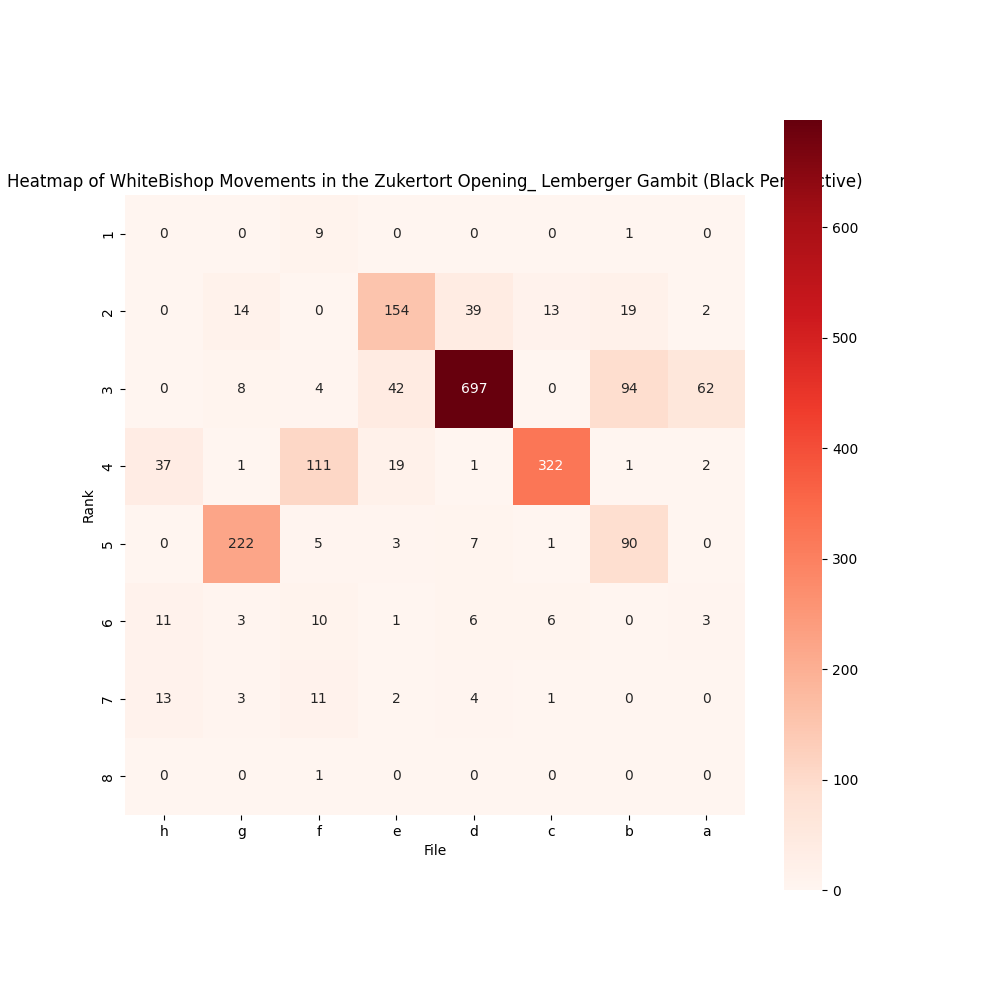 Heatmap of WhiteBishop Movements in the Zukertort Opening_ Lemberger Gambit (Black Per ctive)
1 0 0 9 0 0 0 1 0
600
2 0 14 0 154 39 13 19 2
500
3 0 8 4 42 697 0 94 62
400
4 37 1 111 19 1 322 1 2
Rank
5 0 222 5 3 7 1 90 0
300
6 11 3 10 1 6 6 0 3
200
7 13 3 11 2 4 1 0 0
8 0 0 1 0 0 0 0 0
100
h g f e d c b a
File
0